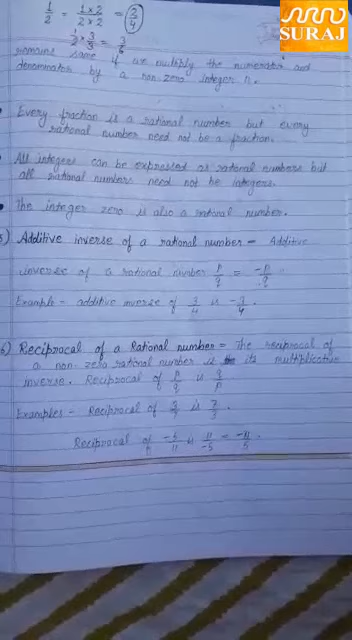 1/2 = 1×2/2×2 = 2/4
1/2 × 3/3 = 3/6
SURAJ
remains same if we multiply the numerator and
denominator by a non-zero integer n.
• Every fraction is a rational number but every
rational number need not be a fraction.
• All integers can be expressed as rational numbers but
all rational numbers need not be integers.
• The integer zero is also a rational number.
5) Additive inverse of a rational number = Additive
inverse of a rational number p/q = -p/q
Example = additive inverse of 3/4 is -3/4.
6) Reciprocal of a Rational number = The reciprocal of
a non-zero rational number is its multiplicative
inverse. Reciprocal of p/q is q/p
Examples = Reciprocal of
Reciprocal of -5/11 is 11/-5 = -11/5.